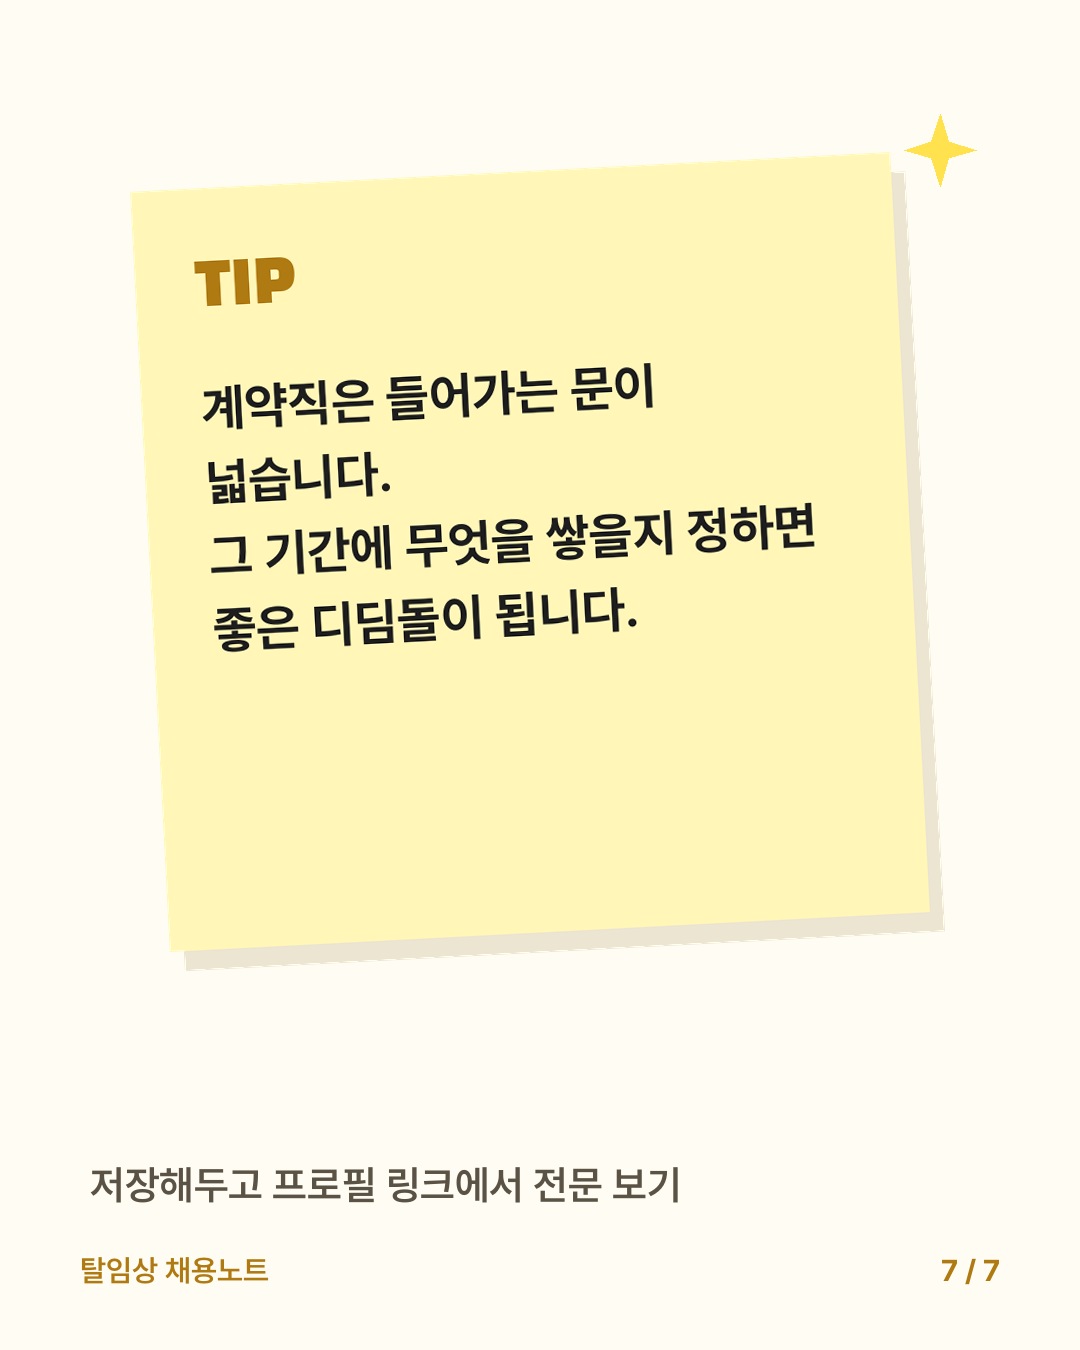 TIP
계약직은 들어가는 문이
넓습니다.
그 기간에 무엇을 쌓을지 정하면
좋은 디딤돌이 됩니다.
저장해두고 프로필 링크에서 전문 보기
탈임상 채용노트
7 / 7